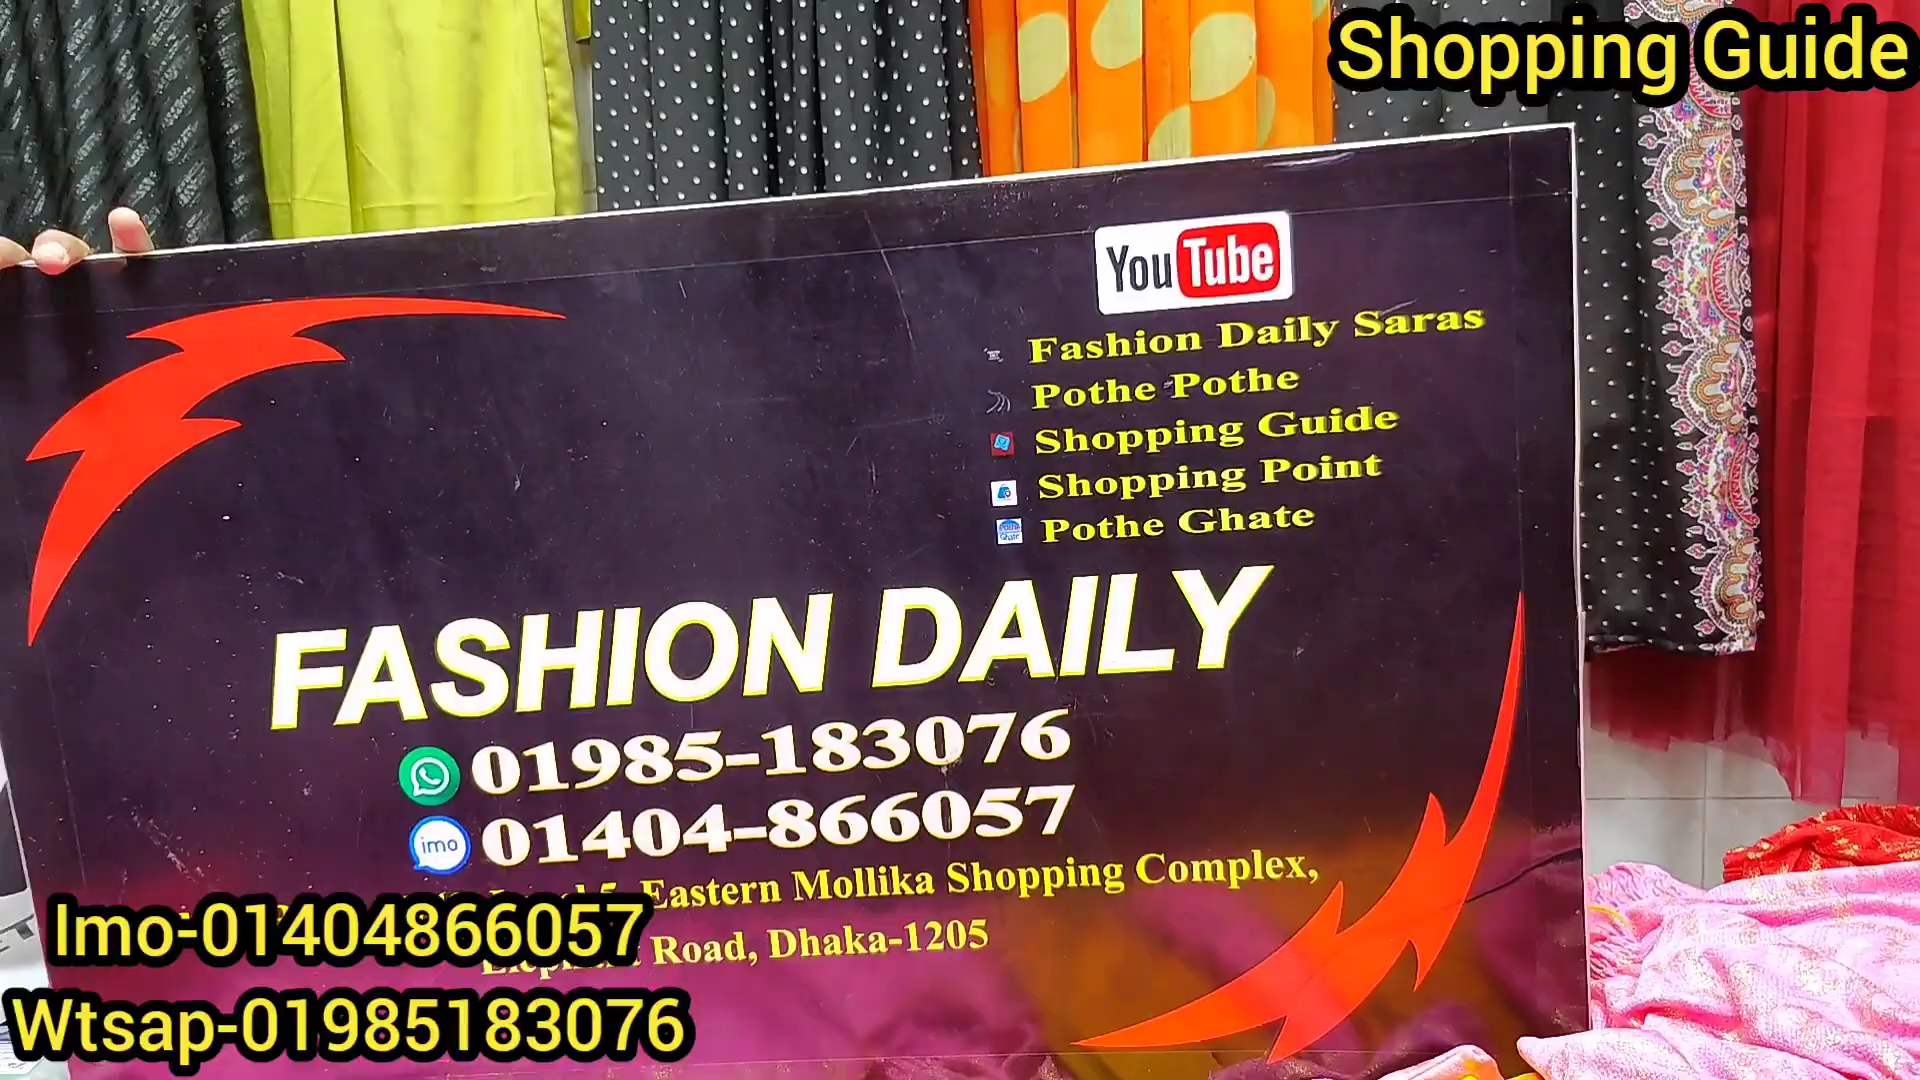 Shopping Guide
YouTube
Fashion Daily Saras
Pothe Pothe
Shopping Guide
Shopping Point
Pothe Ghate
FASHION DAILY
01985-183076
imo 01404-866057
Eastern Mollika Shopping Complex,
Road, Dhaka-1205
Imo-01404866057
Wtsap-01985183076